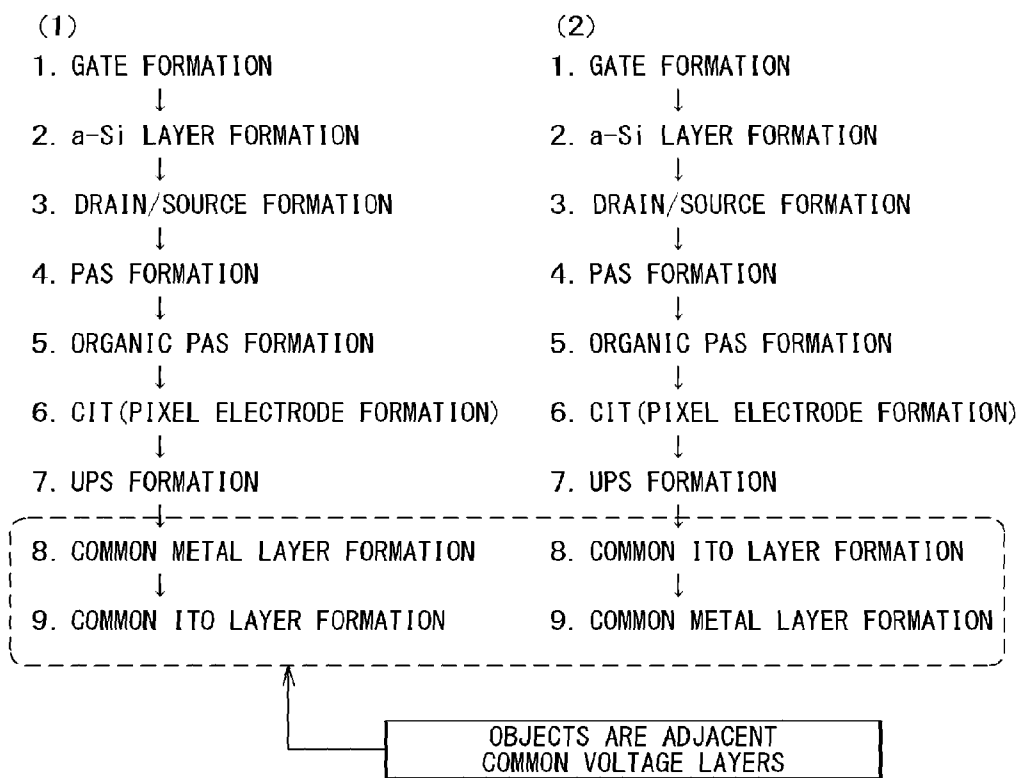 (1)
1. GATE FORMATION
↓
2. a-Si LAYER FORMATION
↓
3. DRAIN/SOURCE FORMATION
↓
4. PAS FORMATION
↓
5. ORGANIC PAS FORMATION
↓
6. CIT(PIXEL ELECTRODE FORMATION)
↓
7. UPS FORMATION
↓
8. COMMON METAL LAYER FORMATION
↓
9. COMMON ITO LAYER FORMATION
(2)
1. GATE FORMATION
↓
2. a-Si LAYER FORMATION
↓
3. DRAIN/SOURCE FORMATION
↓
4. PAS FORMATION
↓
5. ORGANIC PAS FORMATION
↓
6. CIT(PIXEL ELECTRODE FORMATION)
↓
7. UPS FORMATION
↓
8. COMMON ITO LAYER FORMATION
↓
9. COMMON METAL LAYER FORMATION
OBJECTS ARE ADJACENT
COMMON VOLTAGE LAYERS